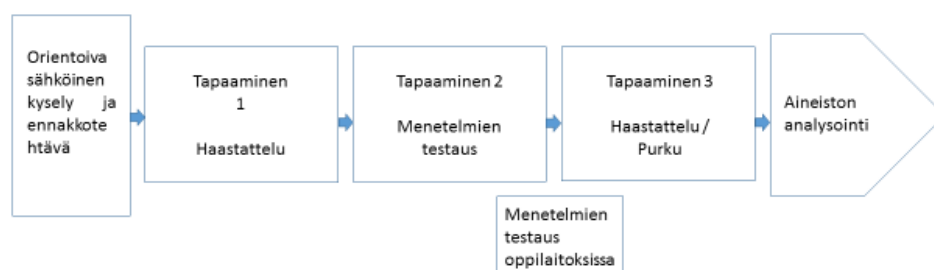 Orientoiva
sähköinen
kysely ja
ennakkote
htävä
Tapaaminen
1
Haastattelu
Tapaaminen 2
Menetelmien
testaus
Tapaaminen 3
Haastattelu /
Purku
Aineiston
analysointi
Menetelmien
testaus
oppilaitoksissa